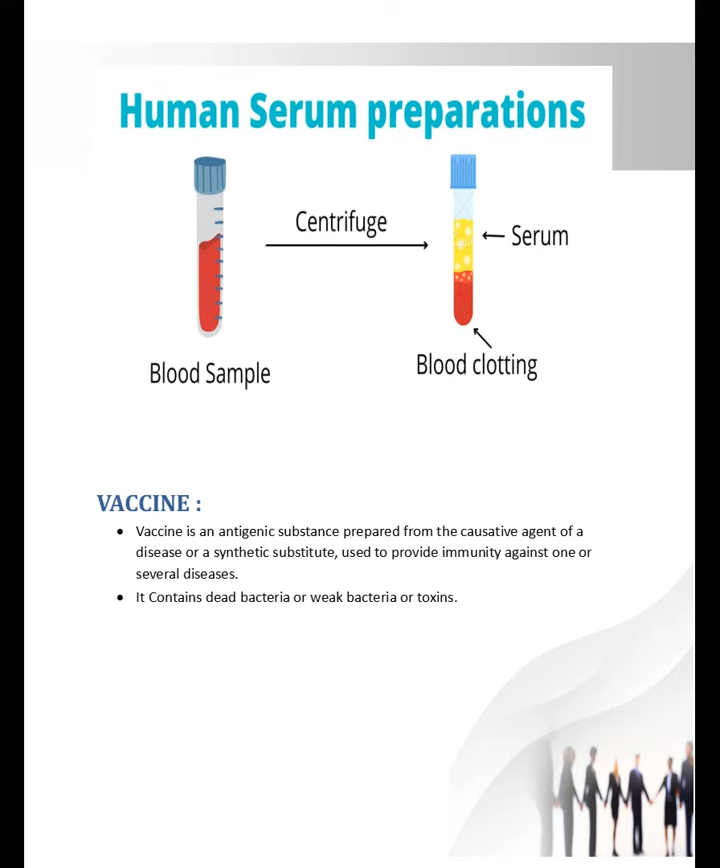 Human Serum preparations
Centrifuge
Serum
Blood Sample
Blood clotting
VACCINE :
• Vaccine is an antigenic substance prepared from the causative agent of a
disease or a synthetic substitute, used to provide immunity against one or
several diseases.
• It Contains dead bacteria or weak bacteria or toxins.